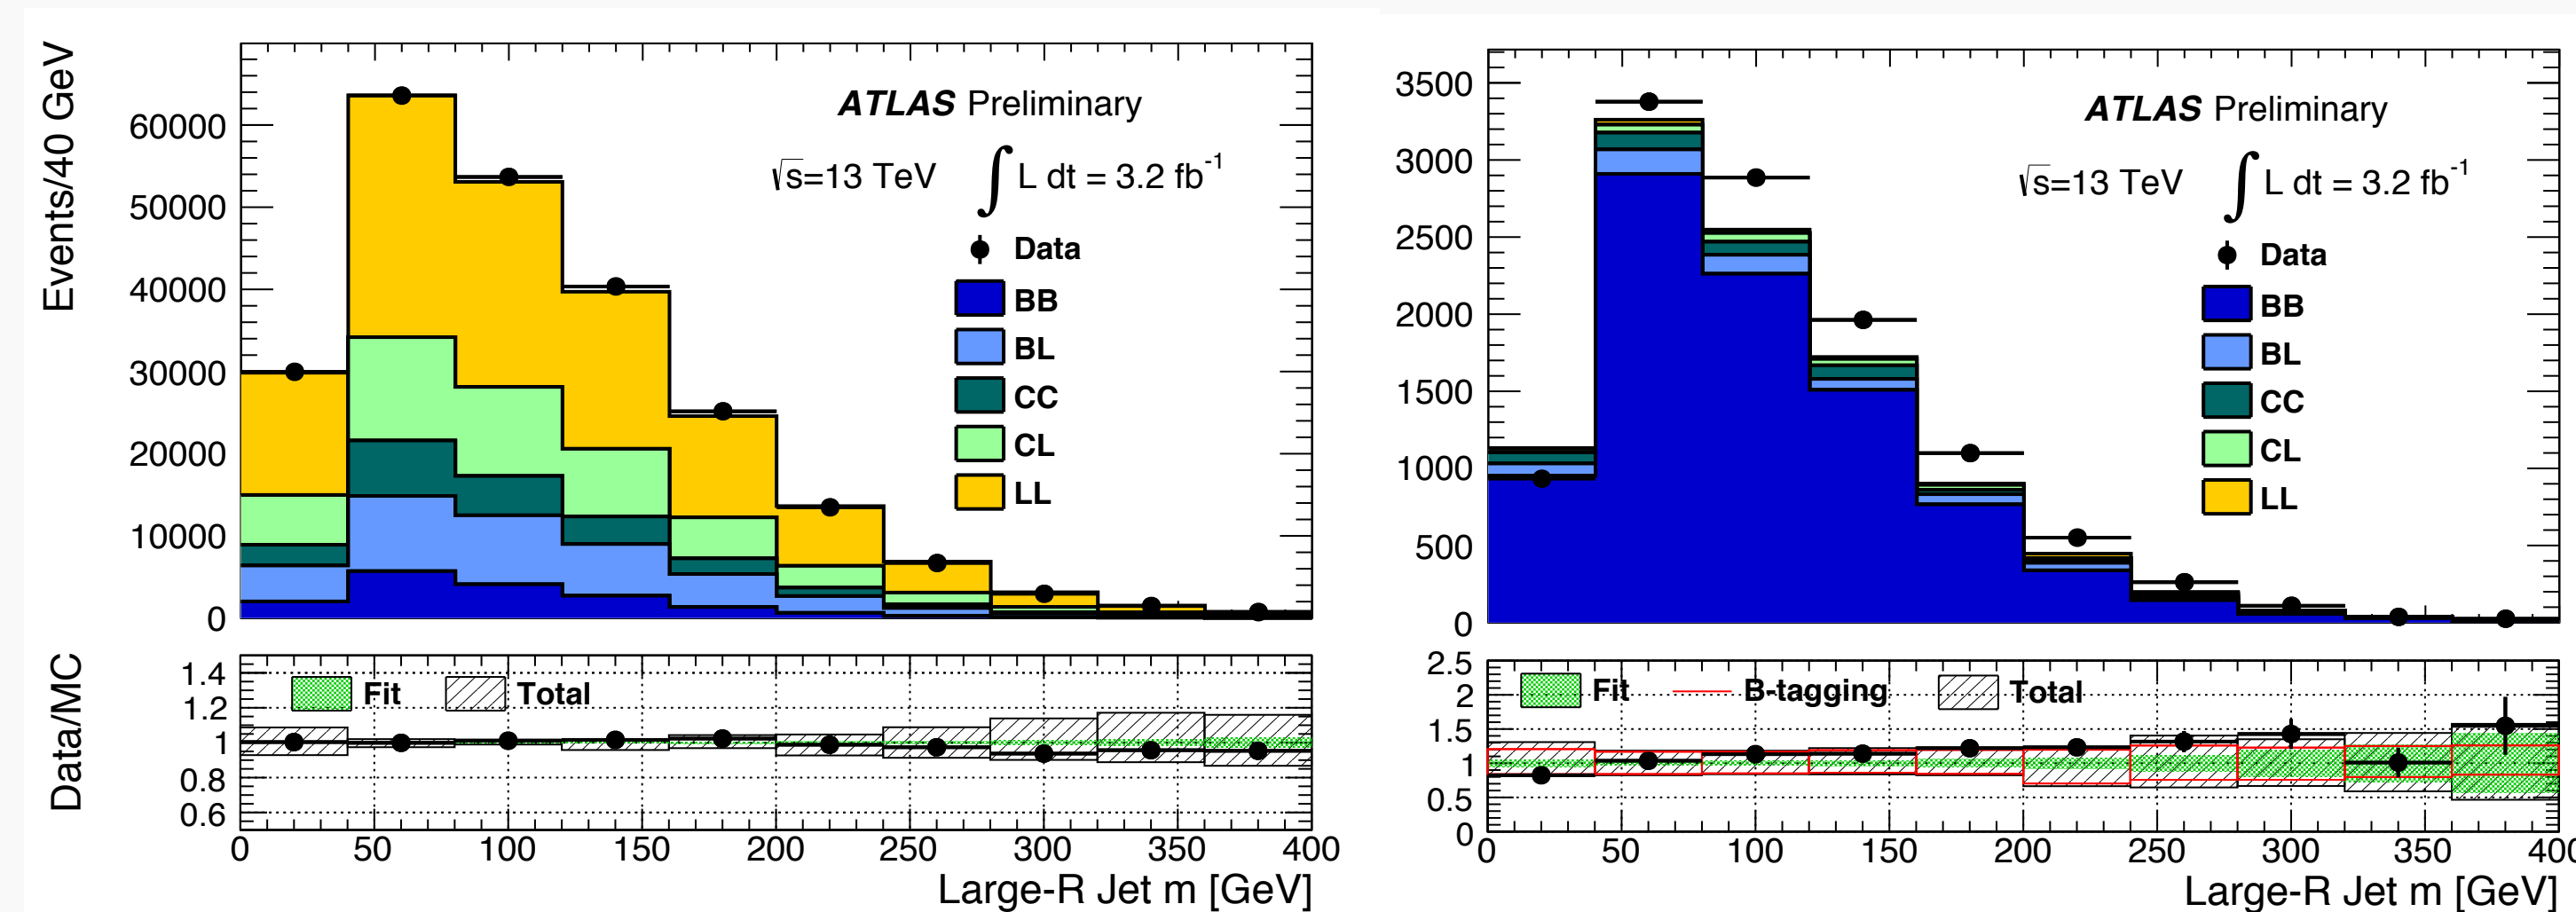 Events/40 GeV
60000
50000
40000
30000
20000
10000
0
ATLAS Preliminary
√s=13 TeV ∫ L dt = 3.2 fb⁻¹
Data
BB
BL
CC
CL
LL
Data/MC
1.4
1.2
1
0.8
0.6
Fit Total
0 50 100 150 200 250 300 350 400
Large-R Jet m [GeV]
3500
3000
2500
2000
1500
1000
500
0
ATLAS Preliminary
√s=13 TeV ∫ L dt = 3.2 fb⁻¹
Data
BB
BL
CC
CL
LL
2.5
2
1.5
1
0.5
0
Fit B-tagging Total
0 50 100 150 200 250 300 350 400
Large-R Jet m [GeV]